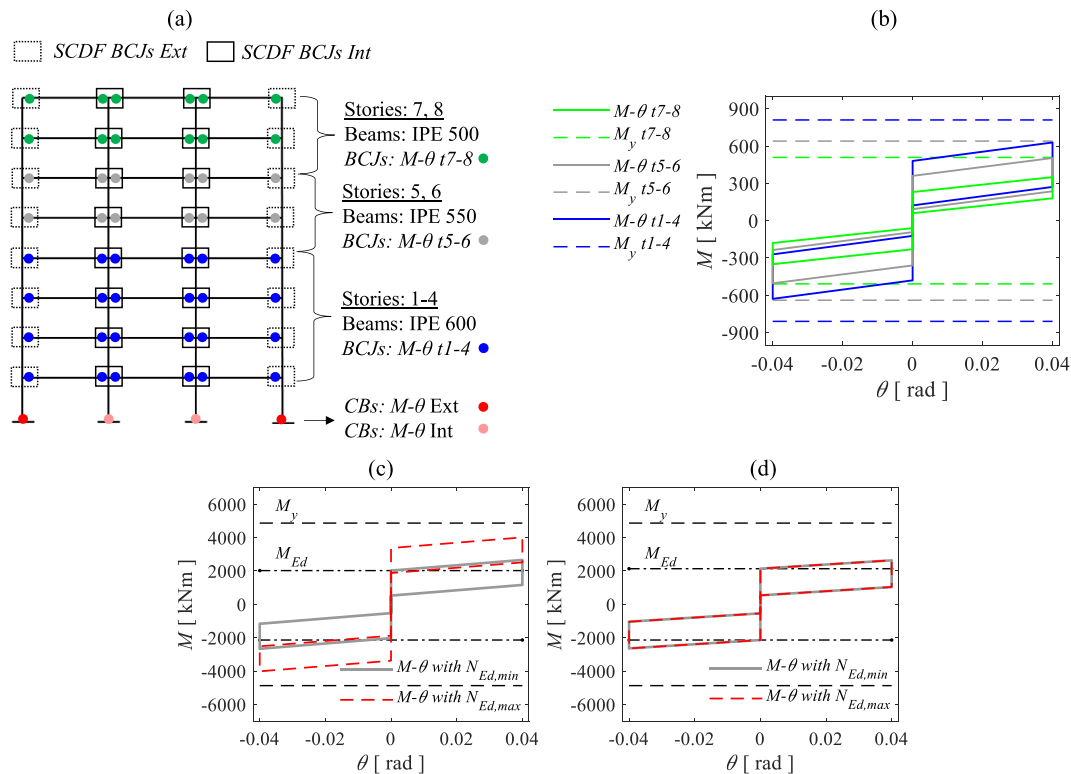 (a)
SCDF BCJs Ext
SCDF BCJs Int
Stories: 7, 8
Beams: IPE 500
BCJs: M-θ t7-8
Stories: 5, 6
Beams: IPE 550
BCJs: M-θ t5-6
Stories: 1-4
Beams: IPE 600
BCJs: M-θ t1-4
CBs: M-θ Ext
CBs: M-θ Int
(b)
M-θ t7-8
M_y t7-8
M-θ t5-6
M_y t5-6
M-θ t1-4
M_y t1-4
M [ kNm ]
900
600
300
0
-300
-600
-900
-0.04 -0.02 0 0.02 0.04
θ [ rad ]
(c)
M [ kNm ]
6000
4000
2000
0
-2000
-4000
-6000
M_y
M_Ed
M-θ with N_Ed,min
M-θ with N_Ed,max
-0.04 -0.02 0 0.02 0.04
θ [ rad ]
(d)
M [ kNm ]
6000
4000
2000
0
-2000
-4000
-6000
M_y
M_Ed
M-θ with N_Ed,min
M-θ with N_Ed,max
-0.04 -0.02 0 0.02 0.04
θ [ rad ]